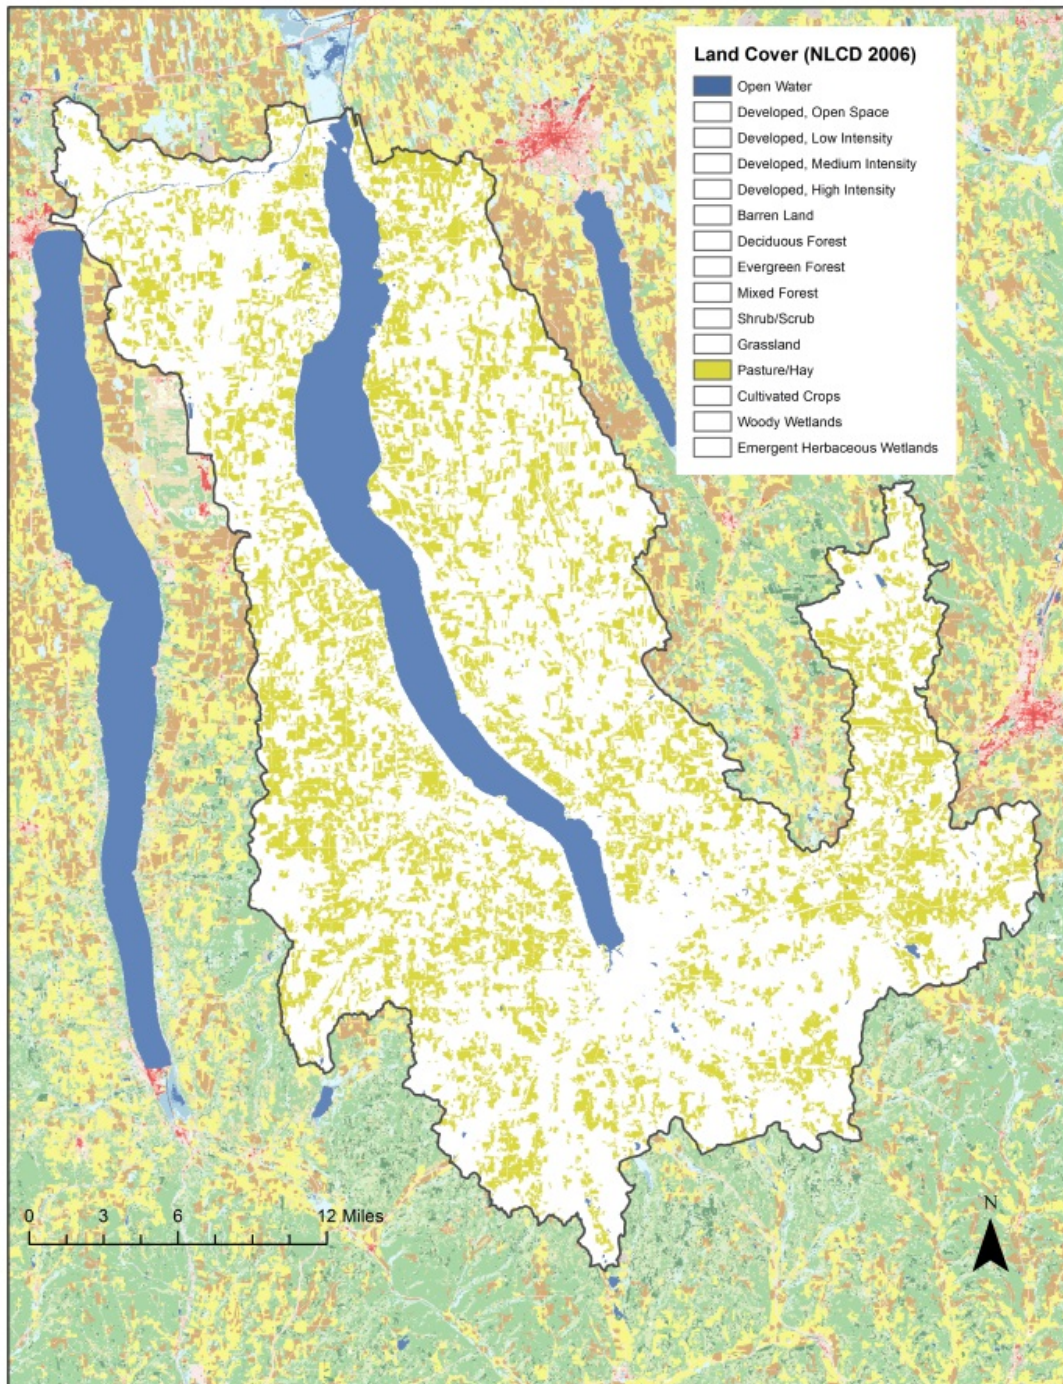 Land Cover (NLCD 2006)
Open Water
Developed, Open Space
Developed, Low Intensity
Developed, Medium Intensity
Developed, High Intensity
Barren Land
Deciduous Forest
Evergreen Forest
Mixed Forest
Shrub/Scrub
Grassland
Pasture/Hay
Cultivated Crops
Woody Wetlands
Emergent Herbaceous Wetlands
N
0 3 6 12 Miles